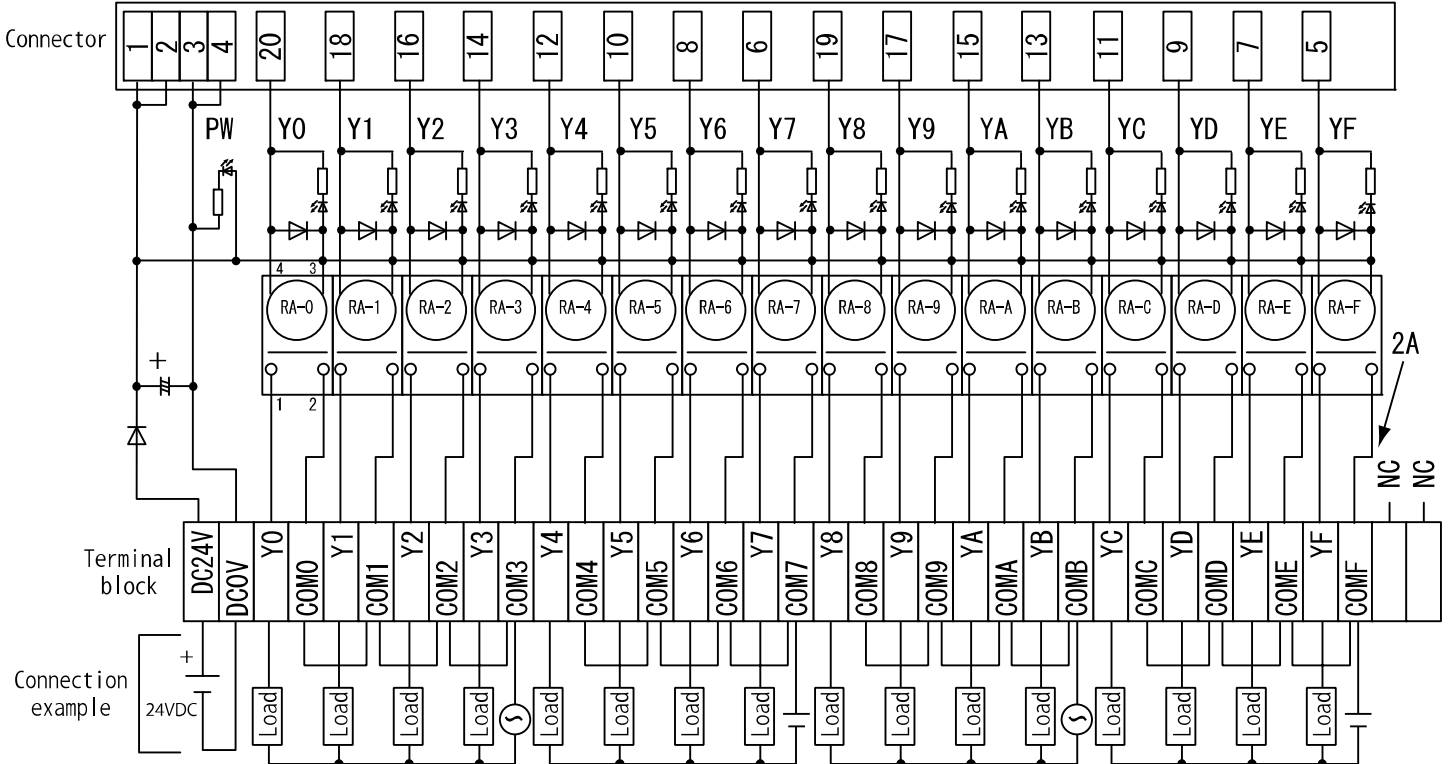 Connector 1 2 3 4 20 18 16 14 12 10 8 6 19 17 15 13 11 9 7 5
PW Y0 Y1 Y2 Y3 Y4 Y5 Y6 Y7 Y8 Y9 YA YB YC YD YE YF
4 3
RA-0 RA-1 RA-2 RA-3 RA-4 RA-5 RA-6 RA-7 RA-8 RA-9 RA-A RA-B RA-C RA-D RA-E RA-F
2A
+
1 2
NC NC
Terminal
block
DC24V DC0V Y0 COM0 Y1 COM1 Y2 COM2 Y3 COM3 Y4 COM4 Y5 COM5 Y6 COM6 Y7 COM7 Y8 COM8 Y9 COM9 YA COMA YB COMB YC COMC YD COMD YE COME YF COMF
Connection
example
+
24VDC
Load Load Load Load Load Load Load Load Load Load Load Load Load Load Load Load